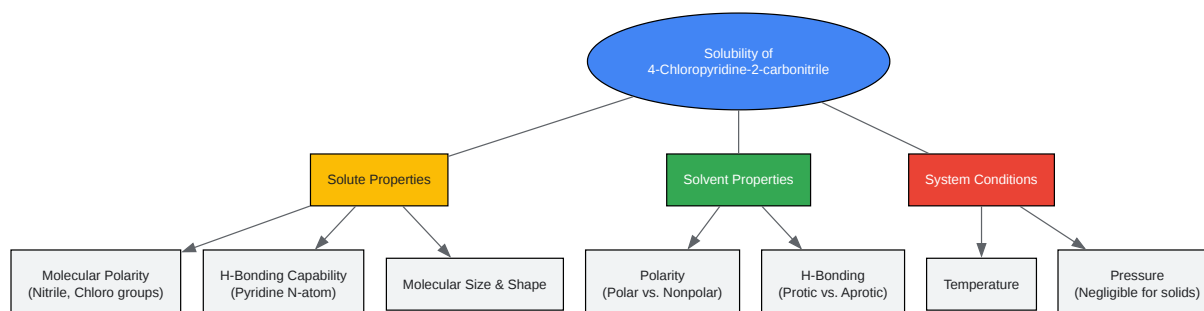 Solubility of
4-Chloropyridine-2-carbonitrile
Solute Properties
Solvent Properties
System Conditions
Molecular Polarity
(Nitrile, Chloro groups)
H-Bonding Capability
(Pyridine N-atom)
Molecular Size & Shape
Polarity
(Polar vs. Nonpolar)
H-Bonding
(Protic vs. Aprotic)
Temperature
Pressure
(Negligible for solids)